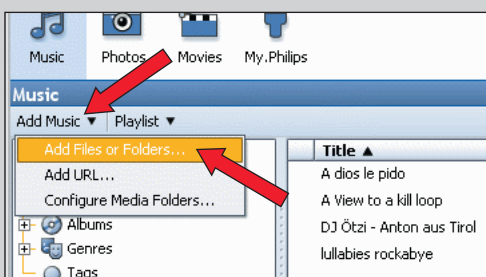 Music Photos Movies My.Philips
Music
Add Music ▼ Playlist ▼
Add Files or Folders...
Add URL...
Configure Media Folders...
Albums
Genres
Tags
Title ▲
A dios le pido
A View to a kill loop
DJ Ötzi - Anton aus Tirol
lullabies rockabye